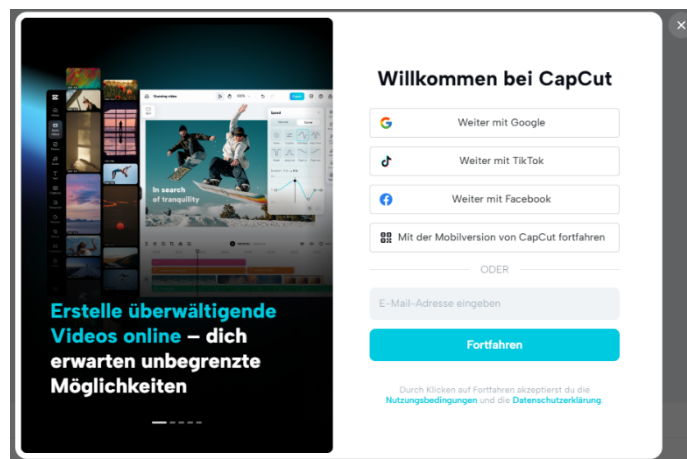 Willkommen bei CapCut
Weiter mit Google
Weiter mit TikTok
Weiter mit Facebook
Mit der Mobilversion von CapCut fortfahren
ODER
E-Mail-Adresse eingeben
Fortfahren
Durch Klicken auf Fortfahren akzeptierst du die
Nutzungsbedingungen und die Datenschutzerklärung.
In search
of tranquility
Speed
Erstelle überwältigende
Videos online – dich
erwarten unbegrenzte
Möglichkeiten